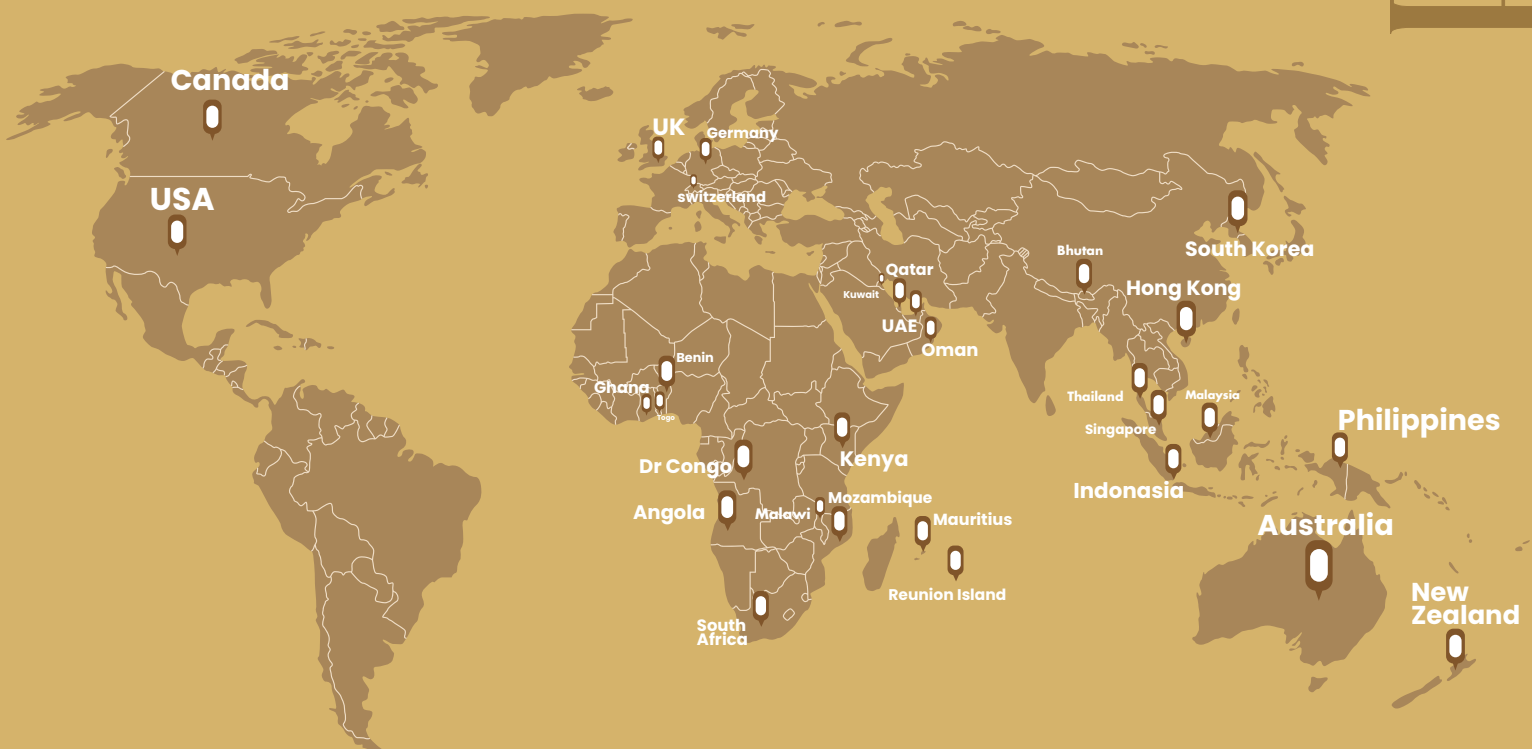 Canada
UK
Germany
USA
switzerland
South Korea
Bhutan
Qatar
Hong Kong
Kuwait
UAE
Oman
Benin
Ghana
Togo
Thailand
Malaysia
Singapore
Philippines
Kenya
Dr Congo
Indonasia
Mozambique
Angola
Malawi
Mauritius
Australia
Reunion Island
New
Zealand
South
Africa